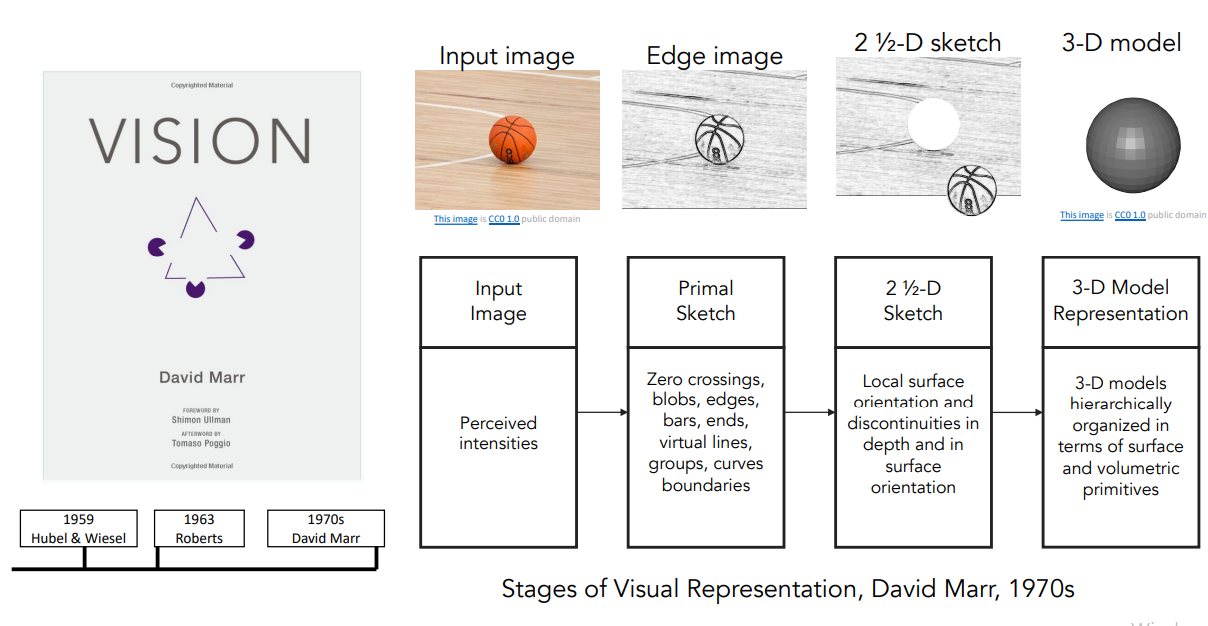 Copyrighted Material
VISION
David Marr
FOREWORD BY
Shimon Ullman
AFTERWORD BY
Tomaso Poggio
Copyrighted Material
1959
Hubel & Wiesel
1963
Roberts
1970s
David Marr
Input image
Edge image
2 ½-D sketch
3-D model
This image is CC0 1.0 public domain
This image is CC0 1.0 public domain
Input
Image
Perceived
intensities
Primal
Sketch
Zero crossings,
blobs, edges,
bars, ends,
virtual lines,
groups, curves
boundaries
2 ½-D
Sketch
Local surface
orientation and
discontinuities in
depth and in
surface
orientation
3-D Model
Representation
3-D models
hierarchically
organized in
terms of surface
and volumetric
primitives
Stages of Visual Representation, David Marr, 1970s